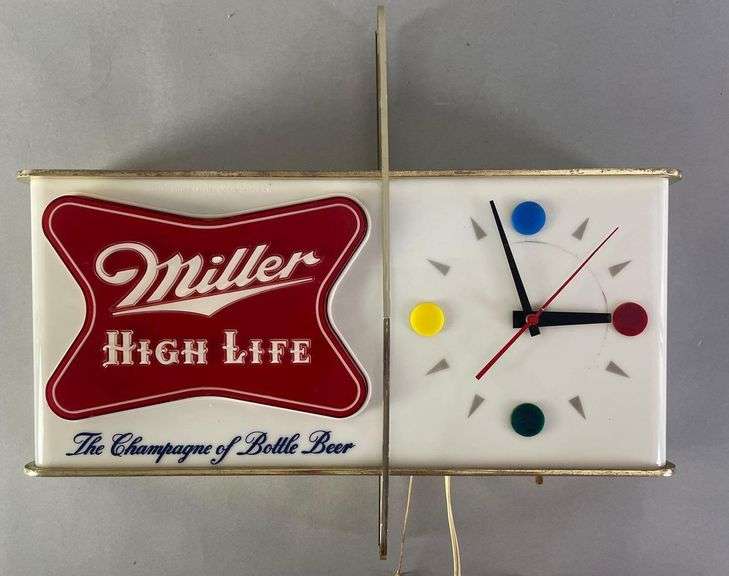 Miller
HIGH LIFE
The Champagne of Bottle Beer